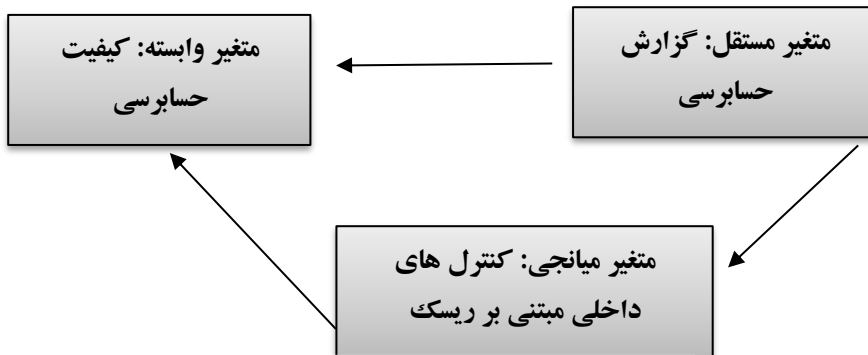 متغیر مستقل: گزارش
حسابرسی
متغیر وابسته: کیفیت
حسابرسی
متغیر میانجی: کنترل های
داخلی مبتنی بر ریسک